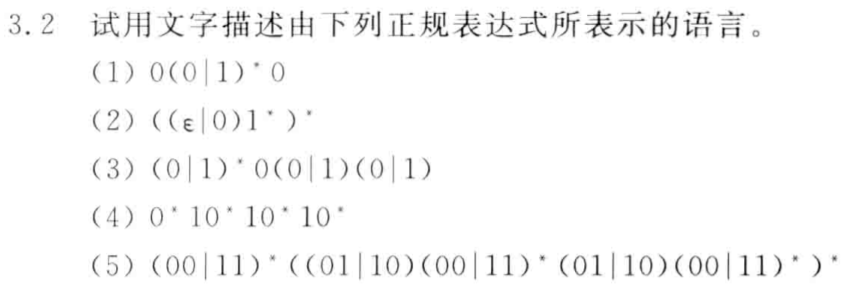 3.2 试用文字描述由下列正规表达式所表示的语言。
(1) 0(0|1)*0
(2) ((ε|0)1*)*
(3) (0|1)*0(0|1)(0|1)
(4) 0*10*10*10*
(5) (00|11)*((01|10)(00|11)*(01|10)(00|11)*)*